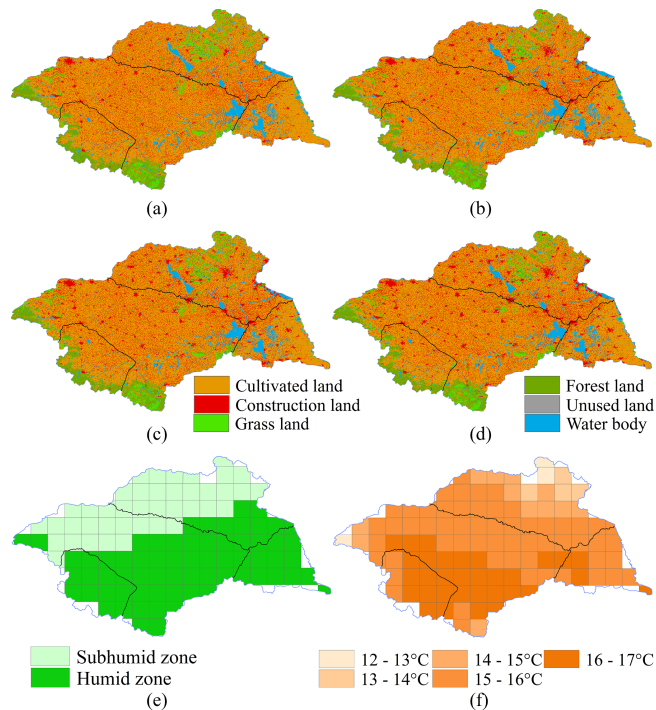 (a)
(b)
Cultivated land
Construction land
Grass land
Forest land
Unused land
Water body
(c)
(d)
Subhumid zone
Humid zone
12 - 13°C
14 - 15°C
16 - 17°C
13 - 14°C
15 - 16°C
(e)
(f)